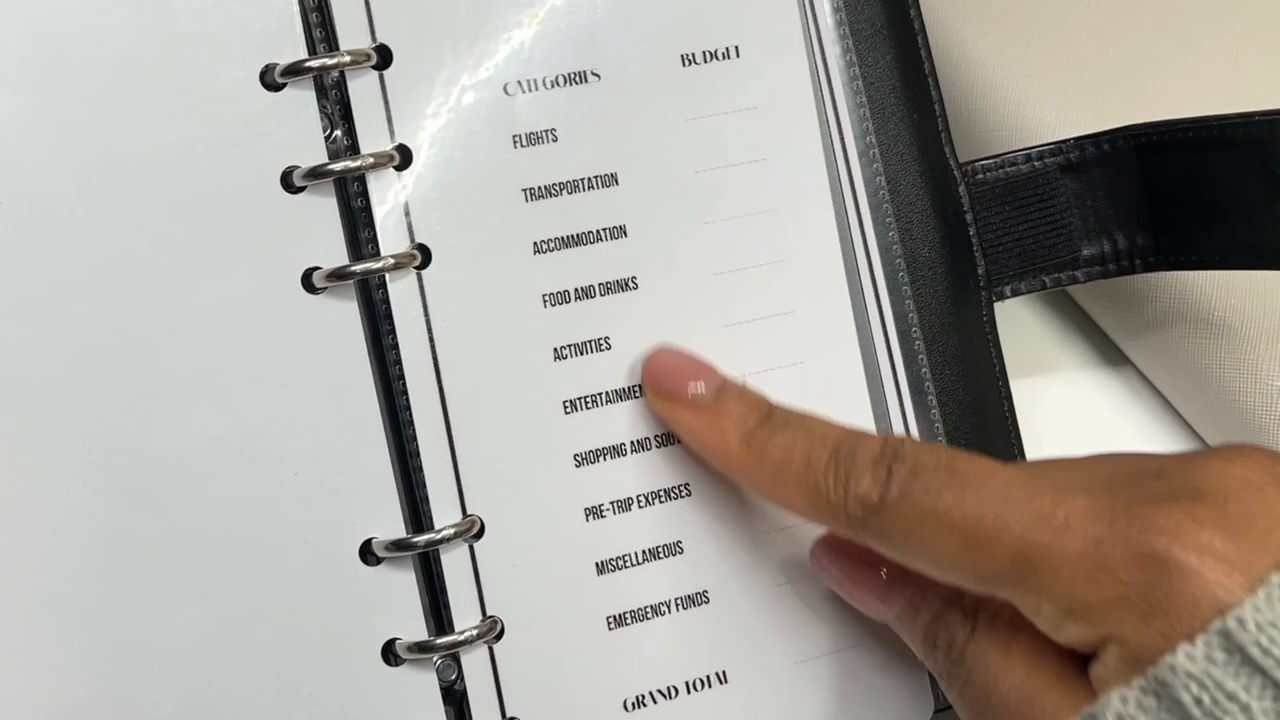 CATEGORIES BUDGET
FLIGHTS
TRANSPORTATION
ACCOMMODATION
FOOD AND DRINKS
ACTIVITIES
SHOPPING AND
PRE-TRIP EXPENSES
MISCELLANEOUS
EMERGENCY FUNDS
GRAND TOTAL